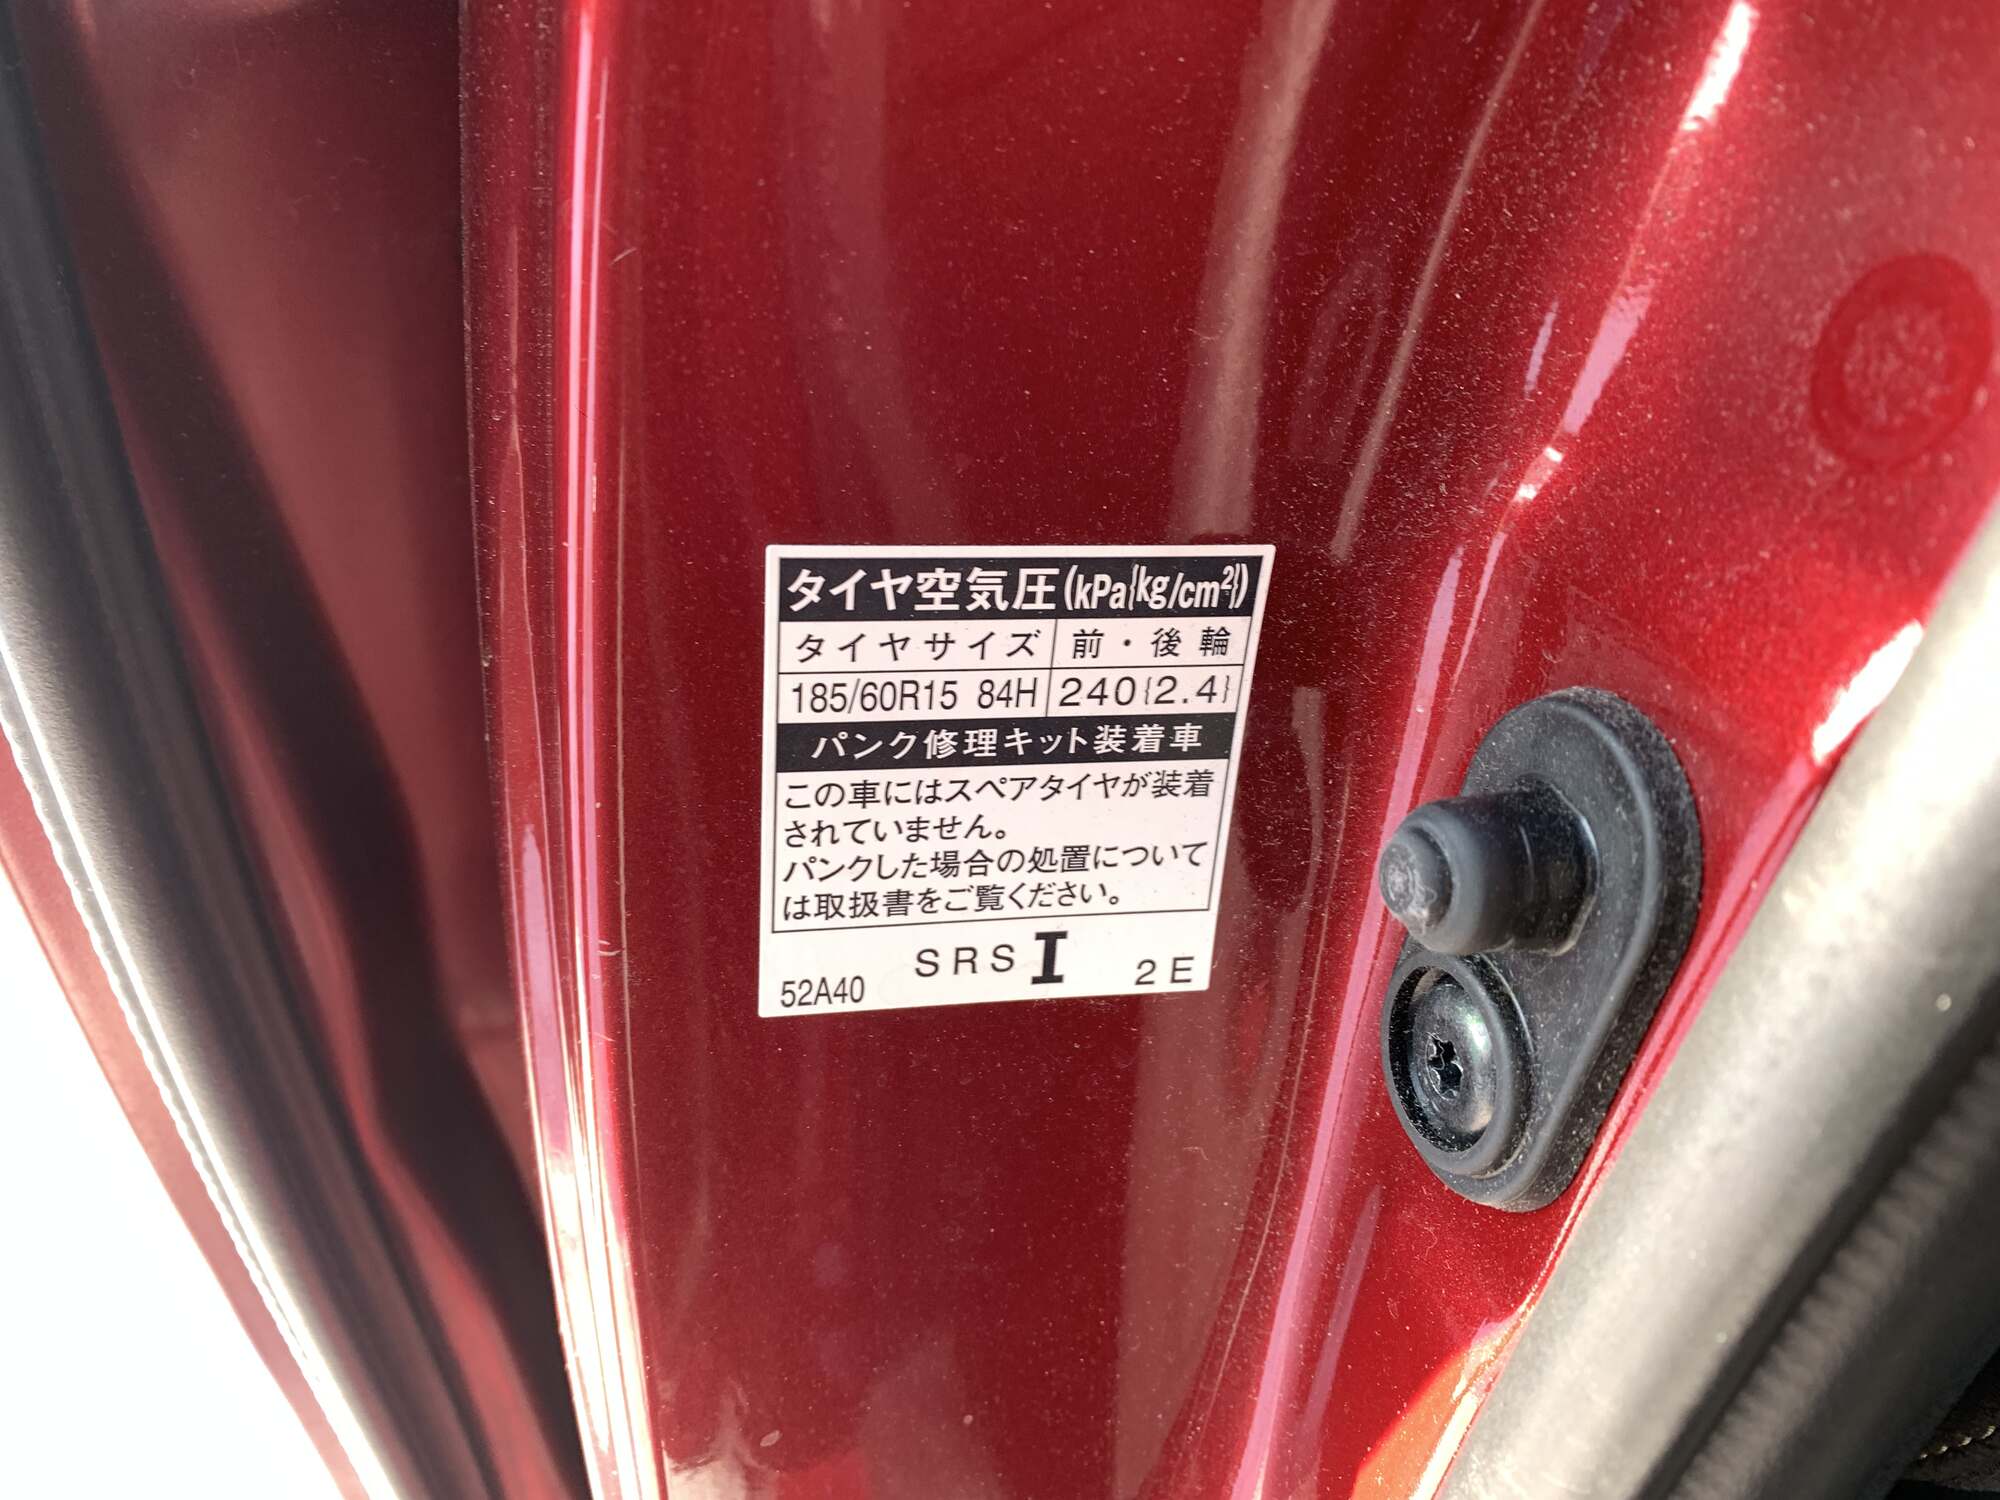 タイヤ空気圧(kPa{kg/cm²})
タイヤサイズ 前・後輪
185/60R15 84H 240{2.4}
パンク修理キット装着車
この車にはスペアタイヤが装着
されていません。
パンクした場合の処置について
は取扱書をご覧ください。
52A40 SRS I 2E